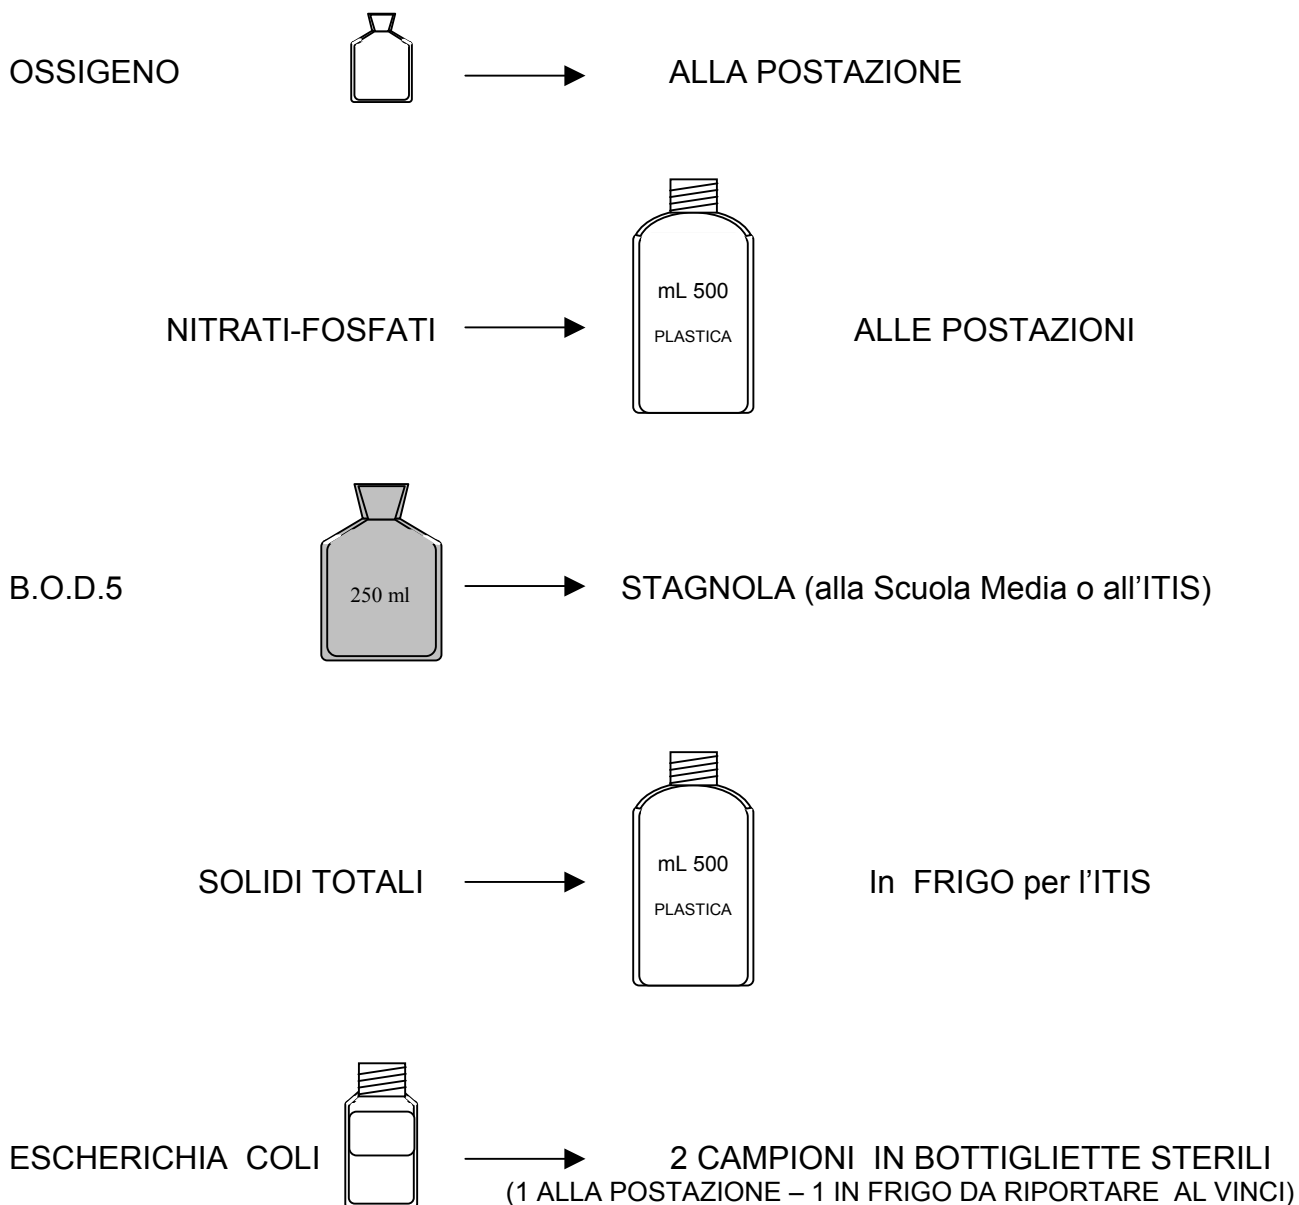 OSSIGENO ALLA POSTAZIONE
mL 500
NITRATI-FOSFATI PLASTICA ALLE POSTAZIONI
B.O.D.5 250 ml STAGNOLA (alla Scuola Media o all'ITIS)
mL 500
SOLIDI TOTALI In FRIGO per l'ITIS
PLASTICA
ESCHERICHIA COLI 2 CAMPIONI IN BOTTIGLIETTE STERILI
(1 ALLA POSTAZIONE – 1 IN FRIGO DA RIPORTARE AL VINCI)